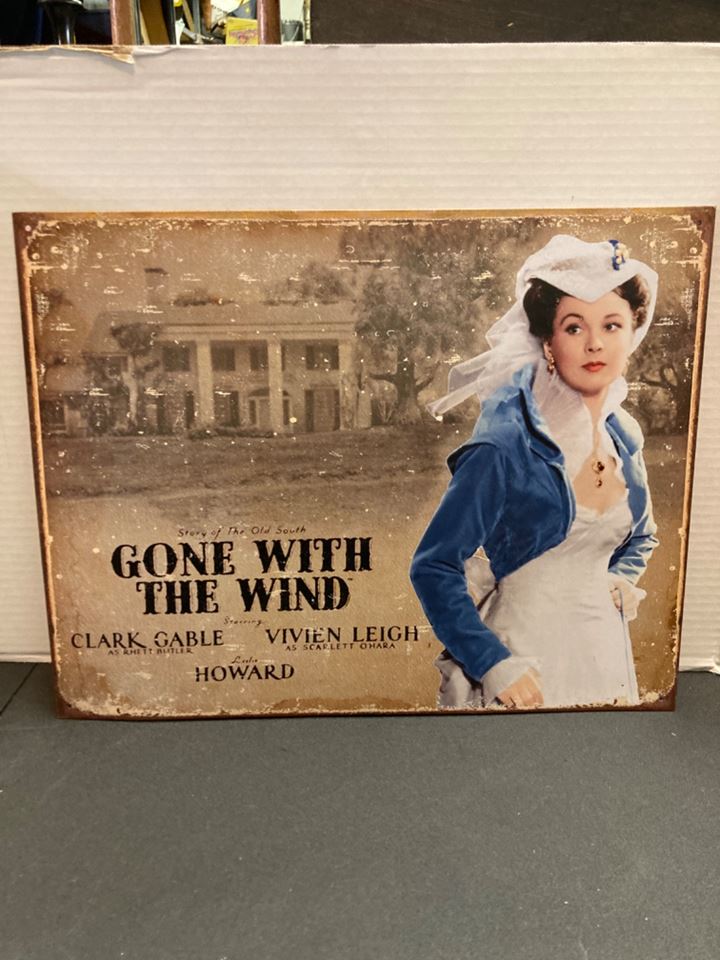 Story of The Old South
GONE WITH
THE WIND™
Starring
CLARK GABLE VIVIEN LEIGH
AS RHETT BUTLER AS SCARLETT O'HARA
Leslie
HOWARD